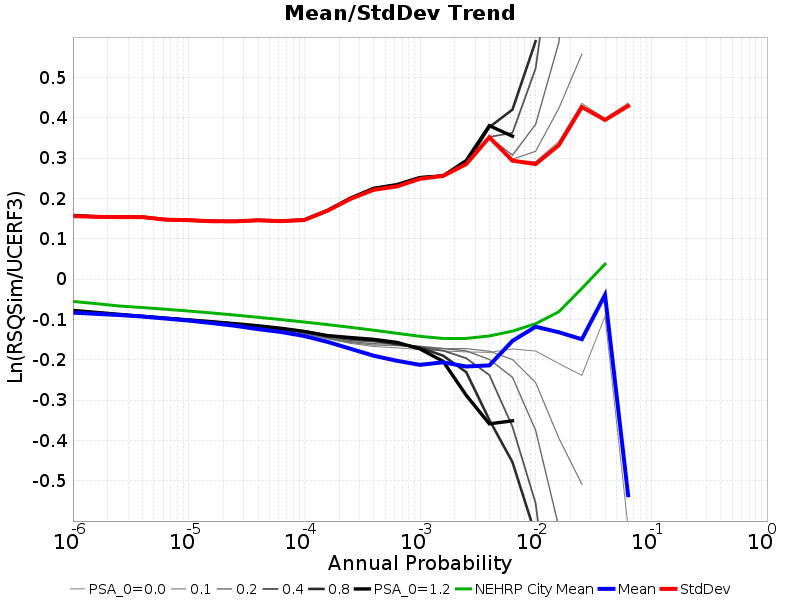 Mean/StdDev Trend
Ln(RSQSim/UCERF3)
0.5
0.4
0.3
0.2
0.1
0
-0.1
-0.2
-0.3
-0.4
-0.5
10-6 10-5 10-4 10-3 10-2 10-1 100
Annual Probability
PSA_0=0.0 0.1 0.2 0.4 0.8 PSA_0=1.2 NEHRP City Mean Mean StdDev